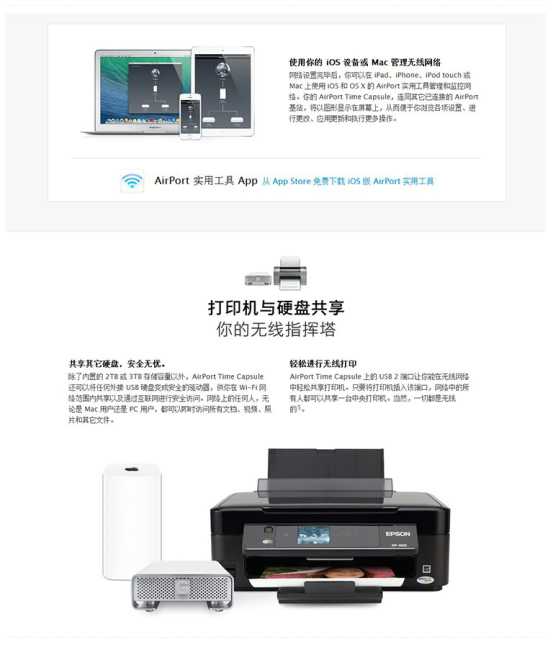 使用你的 iOS 设备或 Mac 管理无线网络
网络设置完毕后，你可以在 iPad、iPhone、iPod touch 或
Mac 上使用 iOS 和 OS X 的 AirPort 实用工具管理和监控网
络。你的 AirPort Time Capsule，连同其它已连接的 AirPort
基站，将以图形显示在屏幕上，从而便于你浏览各项设置、进
行更改、应用更新和执行更多操作。
AirPort 实用工具 App 从 App Store 免费下载 iOS 版 AirPort 实用工具
打印机与硬盘共享
你的无线指挥塔
共享其它硬盘，安全无忧。
除了内置的 2TB 或 3TB 存储容量以外，AirPort Time Capsule
还可以将任何外接 USB 硬盘变成安全的驱动器，供你在 Wi-Fi 网
络范围内共享以及通过互联网进行安全访问。网络上的任何人，无
论是 Mac 用户还是 PC 用户，都可以即时访问所有文档、视频、照
片和其它文件。
轻松进行无线打印
AirPort Time Capsule 上的 USB 2 端口让你能在无线网络
中轻松共享打印机。只要将打印机插入该端口，网络中的所
有人都可以共享一台中央打印机。当然，一切都是无线
的⁵。
EPSON